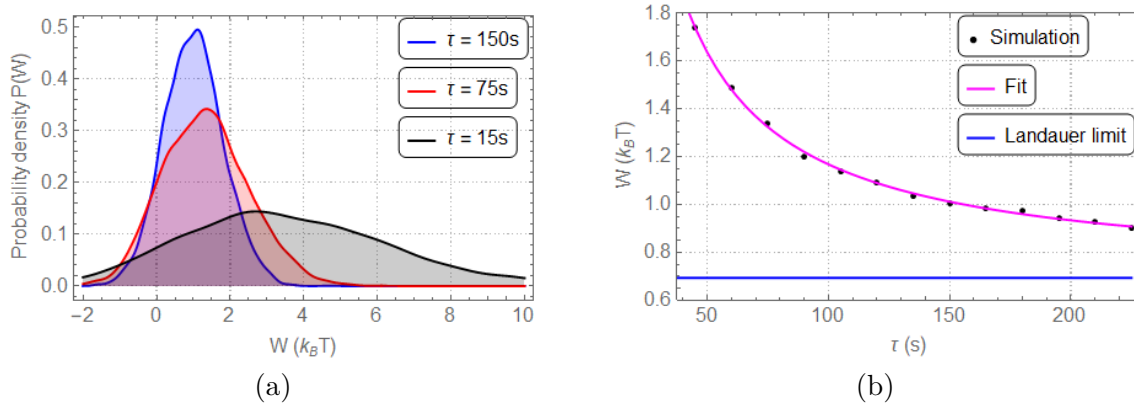 Probability density P(W)
0.5
0.4
0.3
0.2
0.1
0.0
−2
0
2
4
6
8
10
W (k_BT)
τ = 150s
τ = 75s
τ = 15s
(a)
W (k_BT)
1.8
1.6
1.4
1.2
1.0
0.8
0.6
50
100
150
200
τ (s)
Simulation
Fit
Landauer limit
(b)